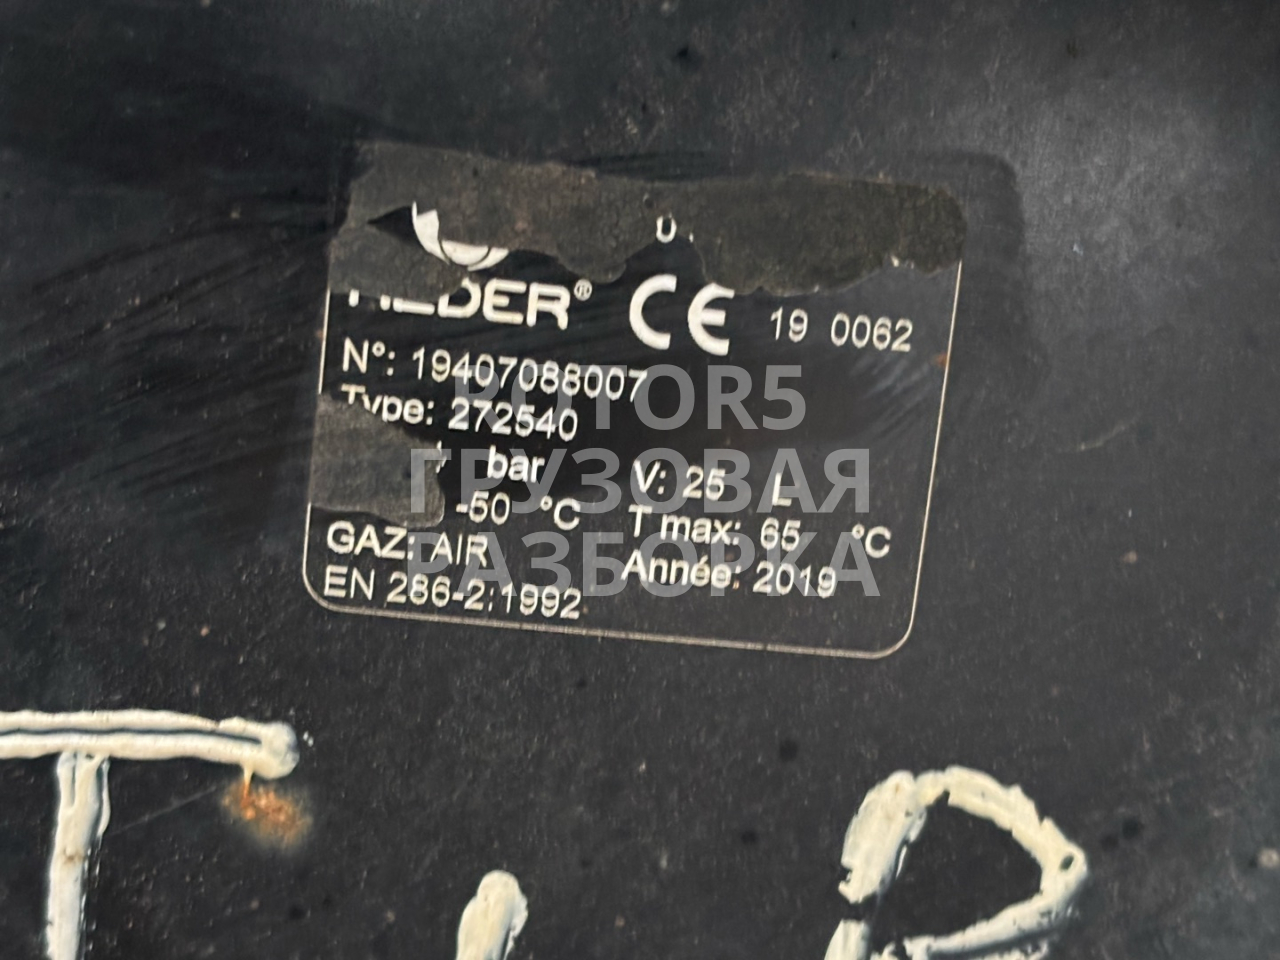 CE 19 0062
N°: 19407088007
Type: 272540
bar V: 25 L
-50 °C T max: 65 °C
GAZ: AIR Année: 2019
EN 286-2:1992
ROTOR5
ГРУЗОВАЯ
РАЗБОРКА